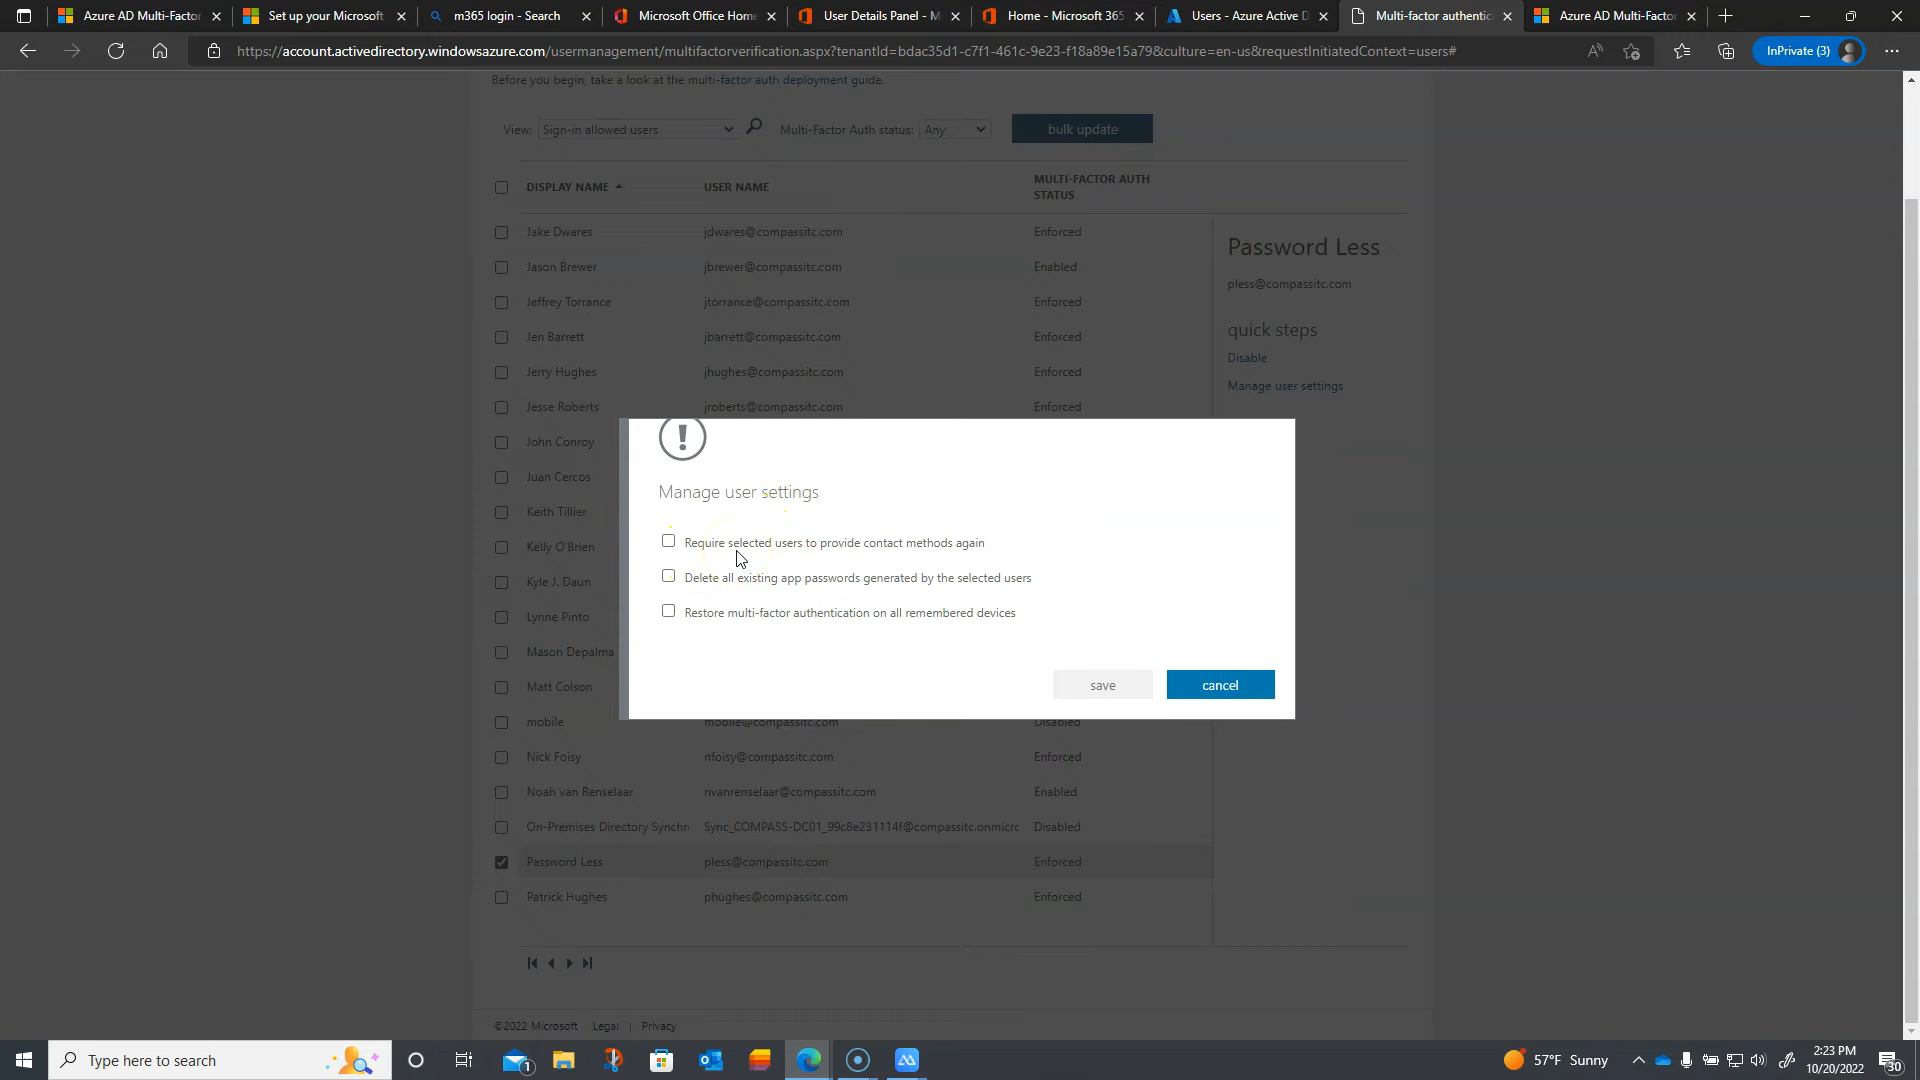 Azure AD Multi-Factor
Set up your Microsoft
m365 login - Search
Microsoft Office Home
User Details Panel - M
Home - Microsoft 365
Users - Azure Active D
Multi-factor authentic
Azure AD Multi-Factor
https://account.activedirectory.windowsazure.com/usermanagement/multifactorverification.aspx?tenantId=bdac35d1-c7f1-461c-9e23-f18a89e15a79&culture=en-us&requestInitiatedContext=users#
InPrivate (3)
Before you begin, take a look at the multi-factor auth deployment guide.
View: Sign-in allowed users Multi-Factor Auth status: Any bulk update
DISPLAY NAME USER NAME MULTI-FACTOR AUTH
STATUS
Jake Dwares jdwares@compassitc.com Enforced
Jason Brewer jbrewer@compassitc.com Enabled
Jeffrey Torrance jtorrance@compassitc.com Enforced
Jen Barrett jbarrett@compassitc.com Enforced
Jerry Hughes jhughes@compassitc.com Enforced
Jesse Roberts jroberts@compassitc.com Enforced
John Conroy
Juan Cercos
Keith Tillier
Kelly O'Brien
Kyle J. Daun
Lynne Pinto
Mason Depalma
Matt Colson
mobile mobile@compassitc.com Disabled
Nick Foisy nfoisy@compassitc.com Enforced
Noah van Renselaar nvanrenselaar@compassitc.com Enabled
On-Premises Directory Synchr Sync_COMPASS-DC01_99c8e231114f@compassitc.onmicro Disabled
Password Less pless@compassitc.com Enforced
Patrick Hughes phughes@compassitc.com Enforced
Password Less
pless@compassitc.com
quick steps
Disable
Manage user settings
Manage user settings
Require selected users to provide contact methods again
Delete all existing app passwords generated by the selected users
Restore multi-factor authentication on all remembered devices
save cancel
©2022 Microsoft Legal | Privacy
Type here to search
1
57°F Sunny
2:23 PM
10/20/2022
30